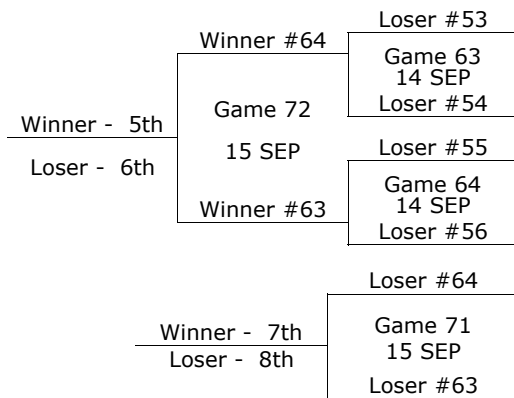 Loser #53
Winner #64
Game 63
14 SEP
Game 72
Loser #54
Winner - 5th
15 SEP
Loser #55
Loser - 6th
Game 64
14 SEP
Winner #63
Loser #56
Loser #64
Winner - 7th
Game 71
Loser - 8th
15 SEP
Loser #63